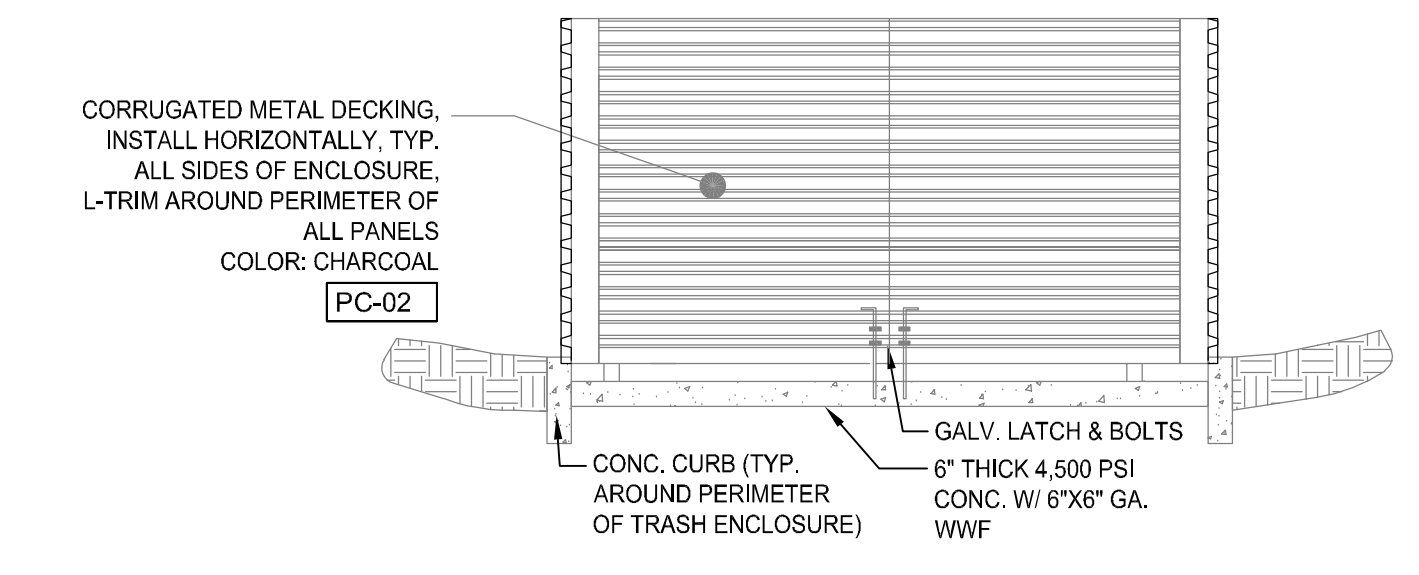 CORRUGATED METAL DECKING,
INSTALL HORIZONTALLY, TYP.
ALL SIDES OF ENCLOSURE,
L-TRIM AROUND PERIMETER OF
ALL PANELS
COLOR: CHARCOAL
PC-02
GALV. LATCH & BOLTS
CONC. CURB (TYP.
AROUND PERIMETER
OF TRASH ENCLOSURE)
6" THICK 4,500 PSI
CONC. W/ 6"X6" GA.
WWF